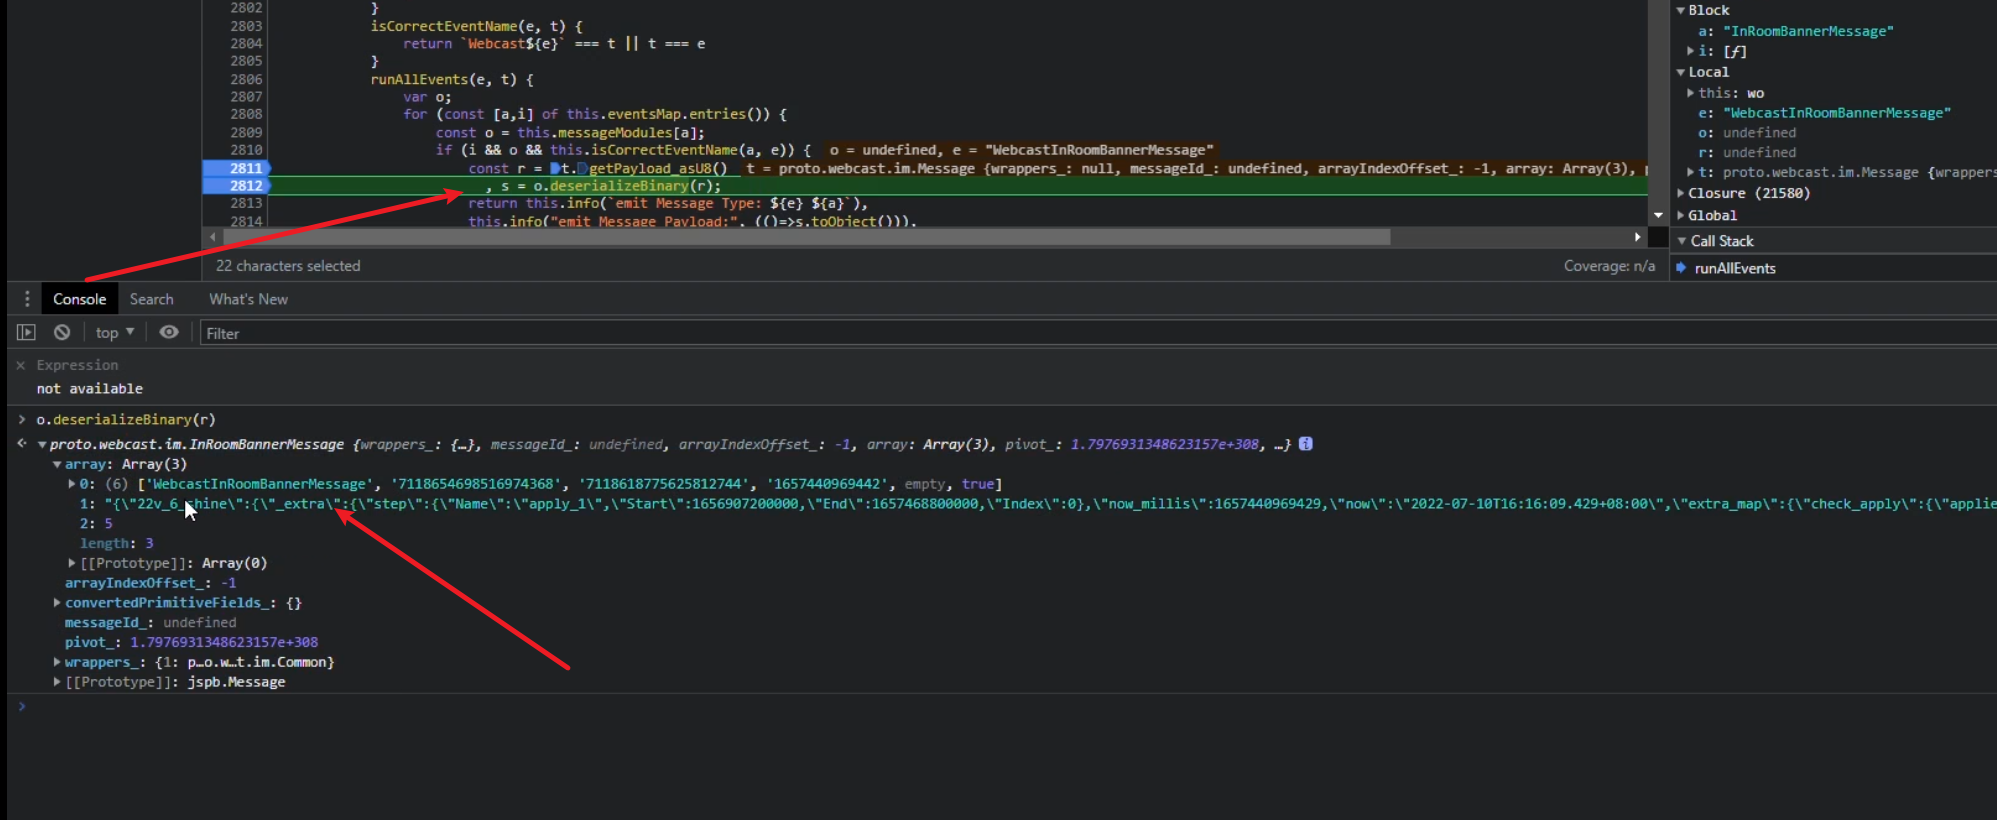 2802 }
2803 isCorrectEventName(e, t) {
2804 return `Webcast${e}` === t || t === e
2805 }
2806 runAllEvents(e, t) {
2807 var o;
2808 for (const [a,i] of this.eventsMap.entries()) {
2809 const o = this.messageModules[a];
2810 if (i && o && this.isCorrectEventName(a, e)) { o = undefined, e = "WebcastInRoomBannerMessage"
2811 const r = t.getPayload_asU8() t = proto.webcast.im.Message {wrappers_: null, messageId_: undefined, arrayIndexOffset_: -1, array: Array(3),
2812 , s = o.deserializeBinary(r);
2813 return this.info(`emit Message Type: ${e} ${a}`),
2814 this.info("emit Message Payload:", (()=>s.toObject())),
22 characters selected
Coverage: n/a
Block
a: "InRoomBannerMessage"
i: [ƒ]
Local
this: wo
e: "WebcastInRoomBannerMessage"
o: undefined
r: undefined
t: proto.webcast.im.Message {wrappers
Closure (21580)
Global
Call Stack
runAllEvents
Console Search What's New
top Filter
Expression
not available
> o.deserializeBinary(r)
proto.webcast.im.InRoomBannerMessage {wrappers_: {…}, messageId_: undefined, arrayIndexOffset_: -1, array: Array(3), pivot_: 1.7976931348623157e+308, …}
array: Array(3)
0: (6) ['WebcastInRoomBannerMessage', '7118654698516974368', '7118618775625812744', '1657440969442', empty, true]
1: "{\"22v_6_shine\":{\"_extra\":{\"step\":{\"Name\":\"apply_1\",\"Start\":1656907200000,\"End\":1657468800000,\"Index\":0},\"now_millis\":1657440969429,\"now\":\"2022-07-10T16:16:09.429+08:00\",\"extra_map\":{\"check_apply\":{\"applie
2: 5
length: 3
[[Prototype]]: Array(0)
arrayIndexOffset_: -1
convertedPrimitiveFields_: {}
messageId_: undefined
pivot_: 1.7976931348623157e+308
wrappers_: {1: p…o.w…t.im.Common}
[[Prototype]]: jspb.Message
>